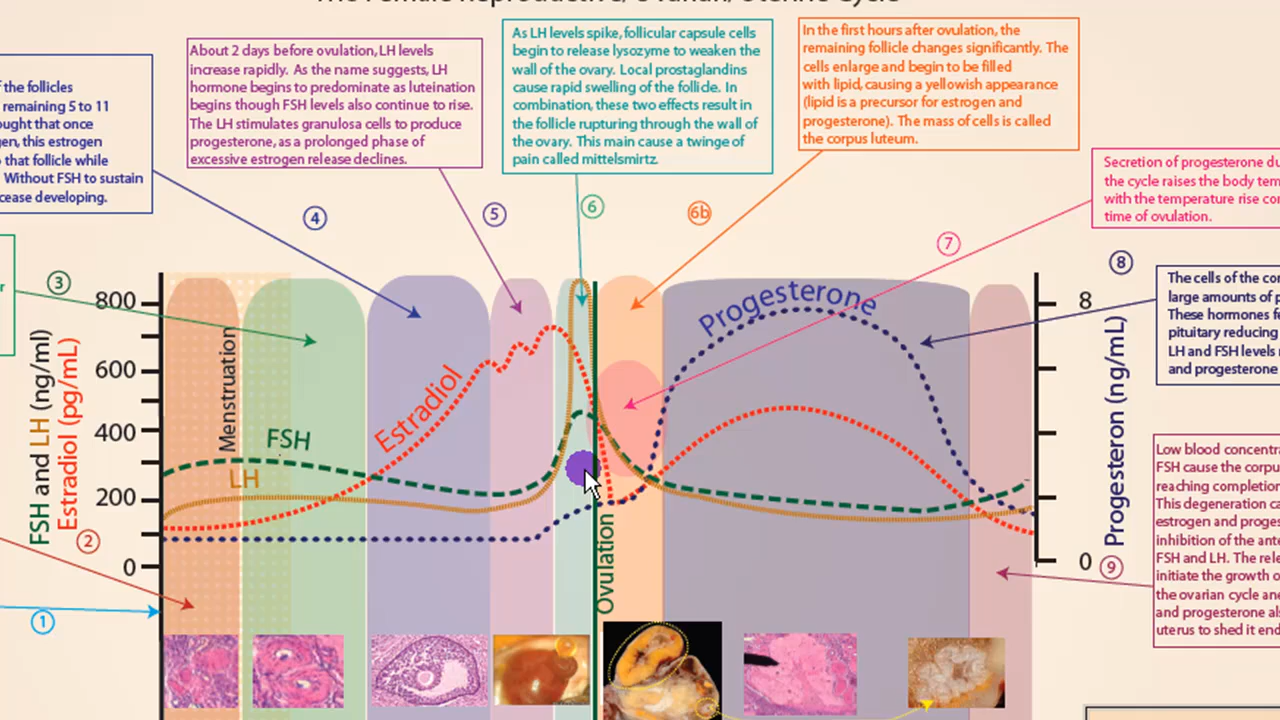 About 2 days before ovulation, LH levels
increase rapidly. As the name suggests, LH
hormone begins to predominate as luteination
begins though FSH levels also continue to rise.
The LH stimulates granulosa cells to produce
progesterone, as a prolonged phase of
excessive estrogen release declines.
As LH levels spike, follicular capsule cells
begin to release lysozyme to weaken the
wall of the ovary. Local prostaglandins
cause rapid swelling of the follicle. In
combination, these two effects result in
the follicle rupturing through the wall of
the ovary. This main cause a twinge of
pain called mittelsmirtz.
In the first hours after ovulation, the
remaining follicle changes significantly. The
cells enlarge and begin to be filled
with lipid, causing a yellowish appearance
(lipid is a precursor for estrogen and
progesterone). The mass of cells is called
the corpus luteum.
f the follicles
remaining 5 to 11
ought that once
gen, this estrogen
that follicle while
Without FSH to sustain
cease developing.
Secretion of progesterone du
the cycle raises the body tem
with the temperature rise cor
time of ovulation.
r
3
4
5
6
6b
7
8
The cells of the cor
large amounts of p
These hormones fe
pituitary reducing
LH and FSH levels
and progesterone
800
600
400
200
0
FSH and LH (ng/ml)
Estradiol (pg/mL)
2
1
Menstruation
FSH
LH
Estradiol
Ovulation
Progesterone
8
0
Progesteron (ng/mL)
9
Low blood concentra
FSH cause the corpu
reaching completion
This degeneration ca
estrogen and proges
inhibition of the ante
FSH and LH. The rele
initiate the growth o
the ovarian cycle ane
and progesterone als
uterus to shed it end